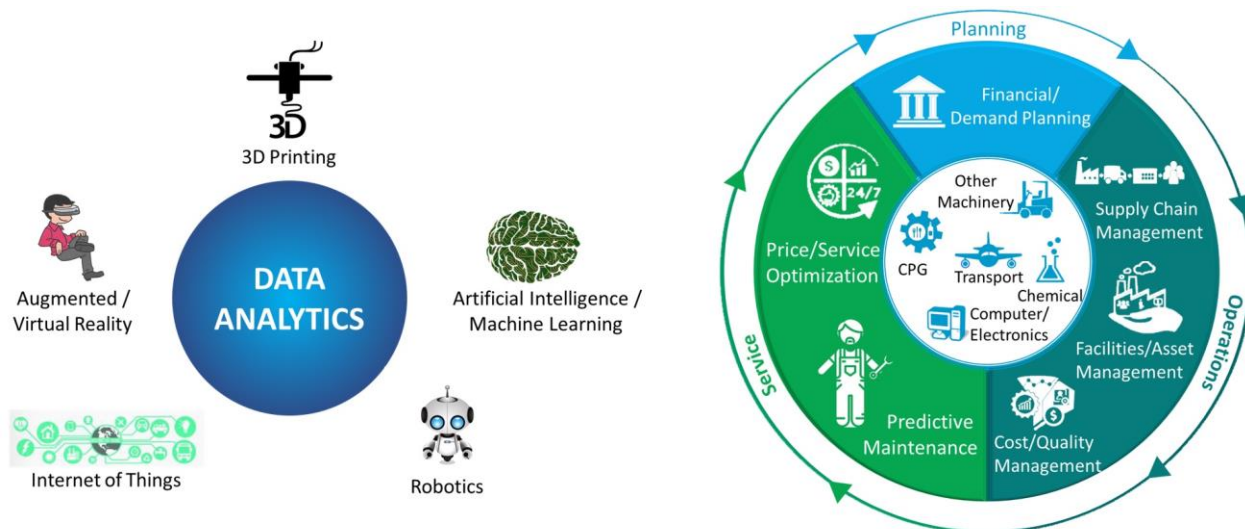 3D
3D Printing
Augmented /
Virtual Reality
DATA
ANALYTICS
Artificial Intelligence /
Machine Learning
Internet of Things
Robotics
Planning
Financial/
Demand Planning
$
24/7
Price/Service
Optimization
Other
Machinery
CPG
Transport
Chemical
Computer/
Electronics
Supply Chain
Management
Facilities/Asset
Management
$
Cost/Quality
Management
Predictive
Maintenance
Service
Operations